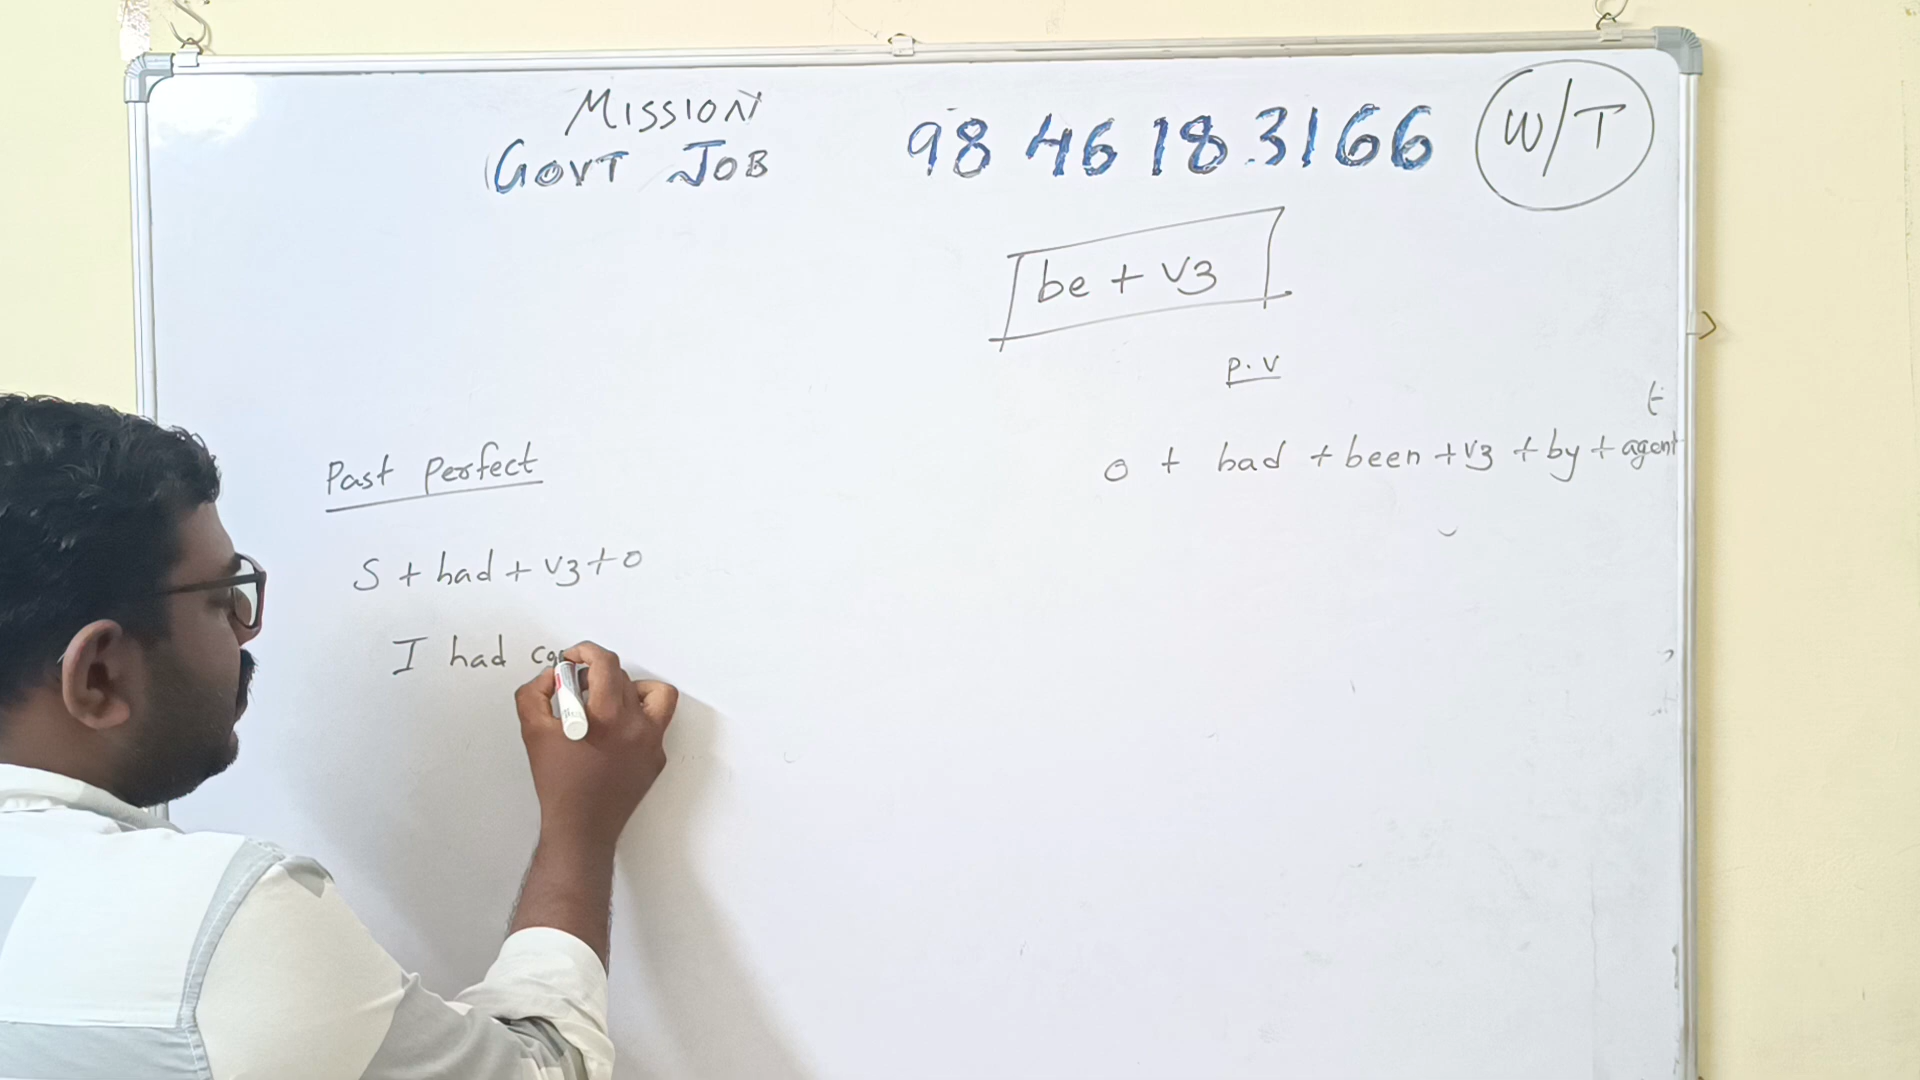 MISSION
GOVT JOB
98 46 18 3166
W/T
be + v3
P.V
O + had + been + v3 + by + agent
Past Perfect
S + had + v3 + O
I had